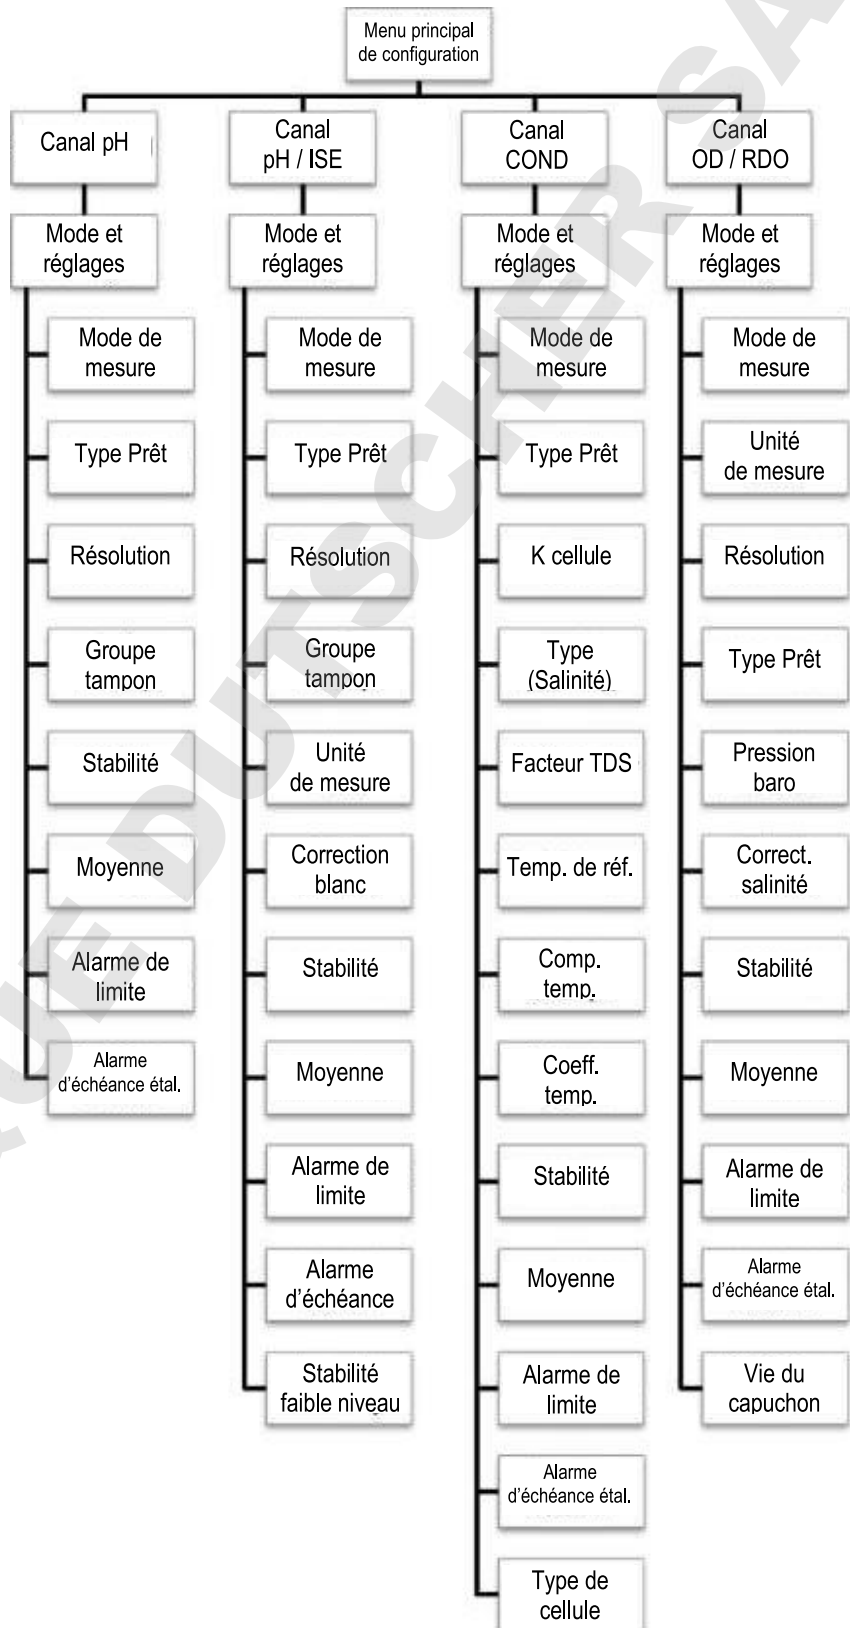 Menu principal
de configuration
Canal pH
Canal
pH / ISE
Canal
COND
Canal
OD / RDO
Mode et
réglages
Mode et
réglages
Mode et
réglages
Mode et
réglages
Mode de
mesure
Type Prêt
Résolution
Groupe
tampon
Stabilité
Moyenne
Alarme de
limite
Alarme
d'échéance étal.
Mode de
mesure
Type Prêt
Résolution
Groupe
tampon
Unité
de mesure
Correction
blanc
Stabilité
Moyenne
Alarme de
limite
Alarme
d'échéance
Stabilité
faible niveau
Mode de
mesure
Type Prêt
K cellule
Type
(Salinité)
Facteur TDS
Temp. de réf.
Comp.
temp.
Coeff.
temp.
Stabilité
Moyenne
Alarme de
limite
Alarme
d'échéance étal.
Type de
cellule
Mode de
mesure
Unité
de mesure
Résolution
Type Prêt
Pression
baro
Correct.
salinité
Stabilité
Moyenne
Alarme de
limite
Alarme
d'échéance étal.
Vie du
capuchon
QUE DUTSCHER SA